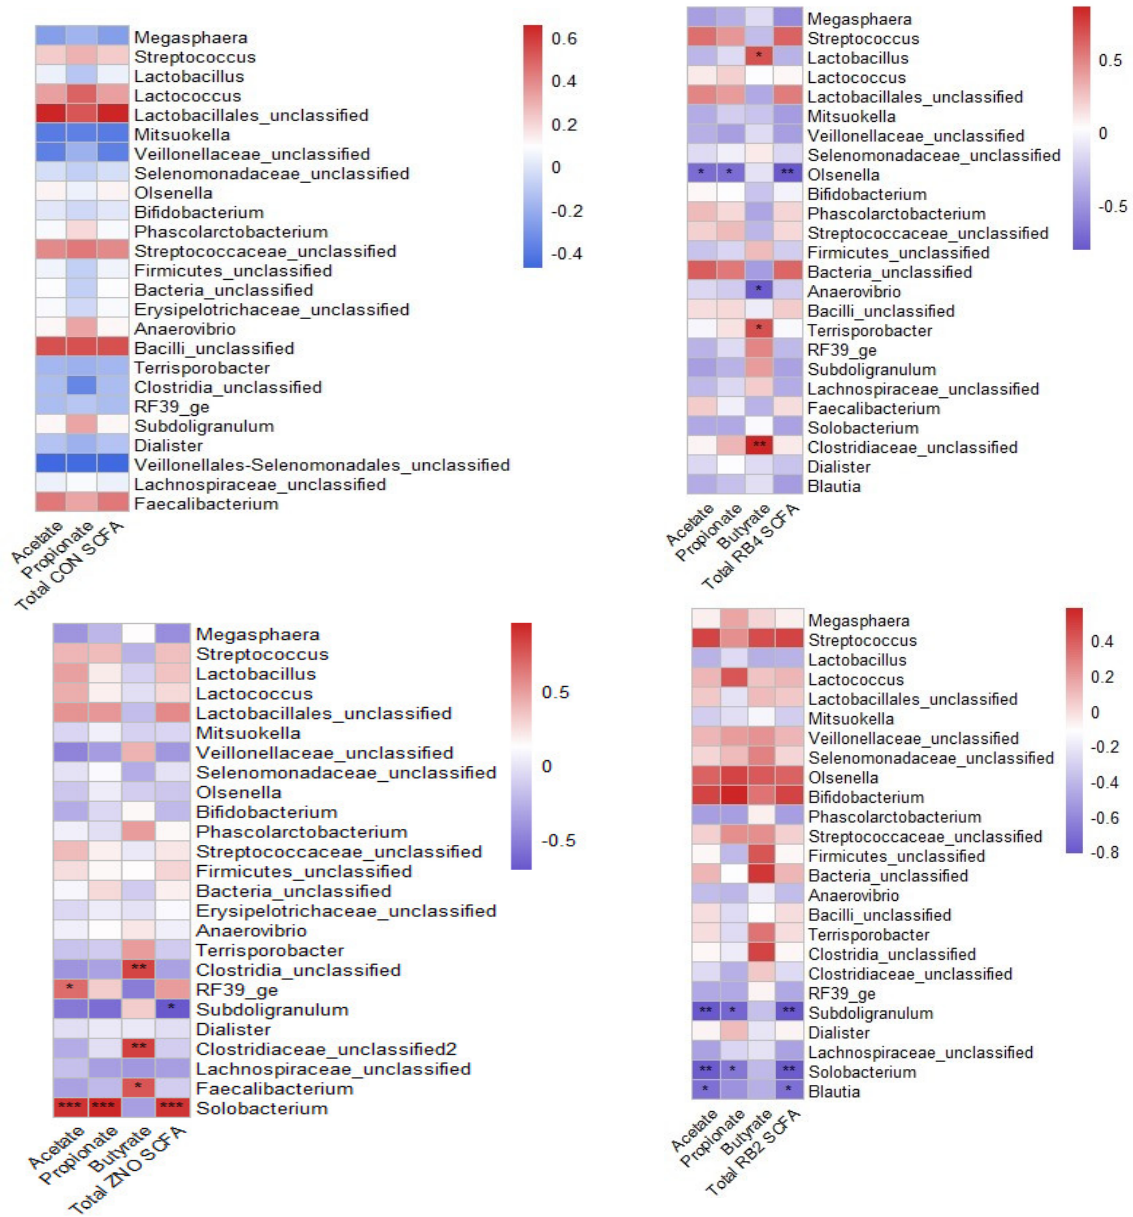 Megasphaera
Streptococcus
Lactobacillus
Lactococcus
Lactobacillales_unclassified
Mitsuokella
Veillonellaceae_unclassified
Selenomonadaceae_unclassified
Olsenella
Bifidobacterium
Phascolarctobacterium
Streptococcaceae_unclassified
Firmicutes_unclassified
Bacteria_unclassified
Erysipelotrichaceae_unclassified
Anaerovibrio
Bacilli_unclassified
Terrisporobacter
Clostridia_unclassified
RF39_ge
Subdoligranulum
Dialister
Veillonellales-Selenomonadales_unclassified
Lachnospiraceae_unclassified
Faecalibacterium
Acetate
Propionate
Total CON SCFA
0.6
0.4
0.2
0
-0.2
-0.4
Megasphaera
Streptococcus
* Lactobacillus
Lactococcus
Lactobacillales_unclassified
Mitsuokella
Veillonellaceae_unclassified
Selenomonadaceae_unclassified
* * ** Olsenella
Bifidobacterium
Phascolarctobacterium
Streptococcaceae_unclassified
Firmicutes_unclassified
Bacteria_unclassified
* Anaerovibrio
Bacilli_unclassified
* Terrisporobacter
RF39_ge
Subdoligranulum
Lachnospiraceae_unclassified
Faecalibacterium
Solobacterium
** Clostridiaceae_unclassified
Dialister
Blautia
Acetate
Propionate
Butyrate
Total RB4 SCFA
0.5
0
-0.5
Megasphaera
Streptococcus
Lactobacillus
Lactococcus
Lactobacillales_unclassified
Mitsuokella
Veillonellaceae_unclassified
Selenomonadaceae_unclassified
Olsenella
Bifidobacterium
Phascolarctobacterium
Streptococcaceae_unclassified
Firmicutes_unclassified
Bacteria_unclassified
Erysipelotrichaceae_unclassified
Anaerovibrio
Terrisporobacter
** Clostridia_unclassified
* RF39_ge
* Subdoligranulum
Dialister
** Clostridiaceae_unclassified2
Lachnospiraceae_unclassified
* Faecalibacterium
*** *** *** Solobacterium
Acetate
Propionate
Butyrate
Total ZNO SCFA
0.5
0
-0.5
Megasphaera
Streptococcus
Lactobacillus
Lactococcus
Lactobacillales_unclassified
Mitsuokella
Veillonellaceae_unclassified
Selenomonadaceae_unclassified
Olsenella
Bifidobacterium
Phascolarctobacterium
Streptococcaceae_unclassified
Firmicutes_unclassified
Bacteria_unclassified
Anaerovibrio
Bacilli_unclassified
Terrisporobacter
Clostridia_unclassified
Clostridiaceae_unclassified
RF39_ge
** * ** Subdoligranulum
Dialister
Lachnospiraceae_unclassified
** * ** Solobacterium
* * Blautia
Acetate
Propionate
Butyrate
Total RB2 SCFA
0.4
0.2
0
-0.2
-0.4
-0.6
-0.8